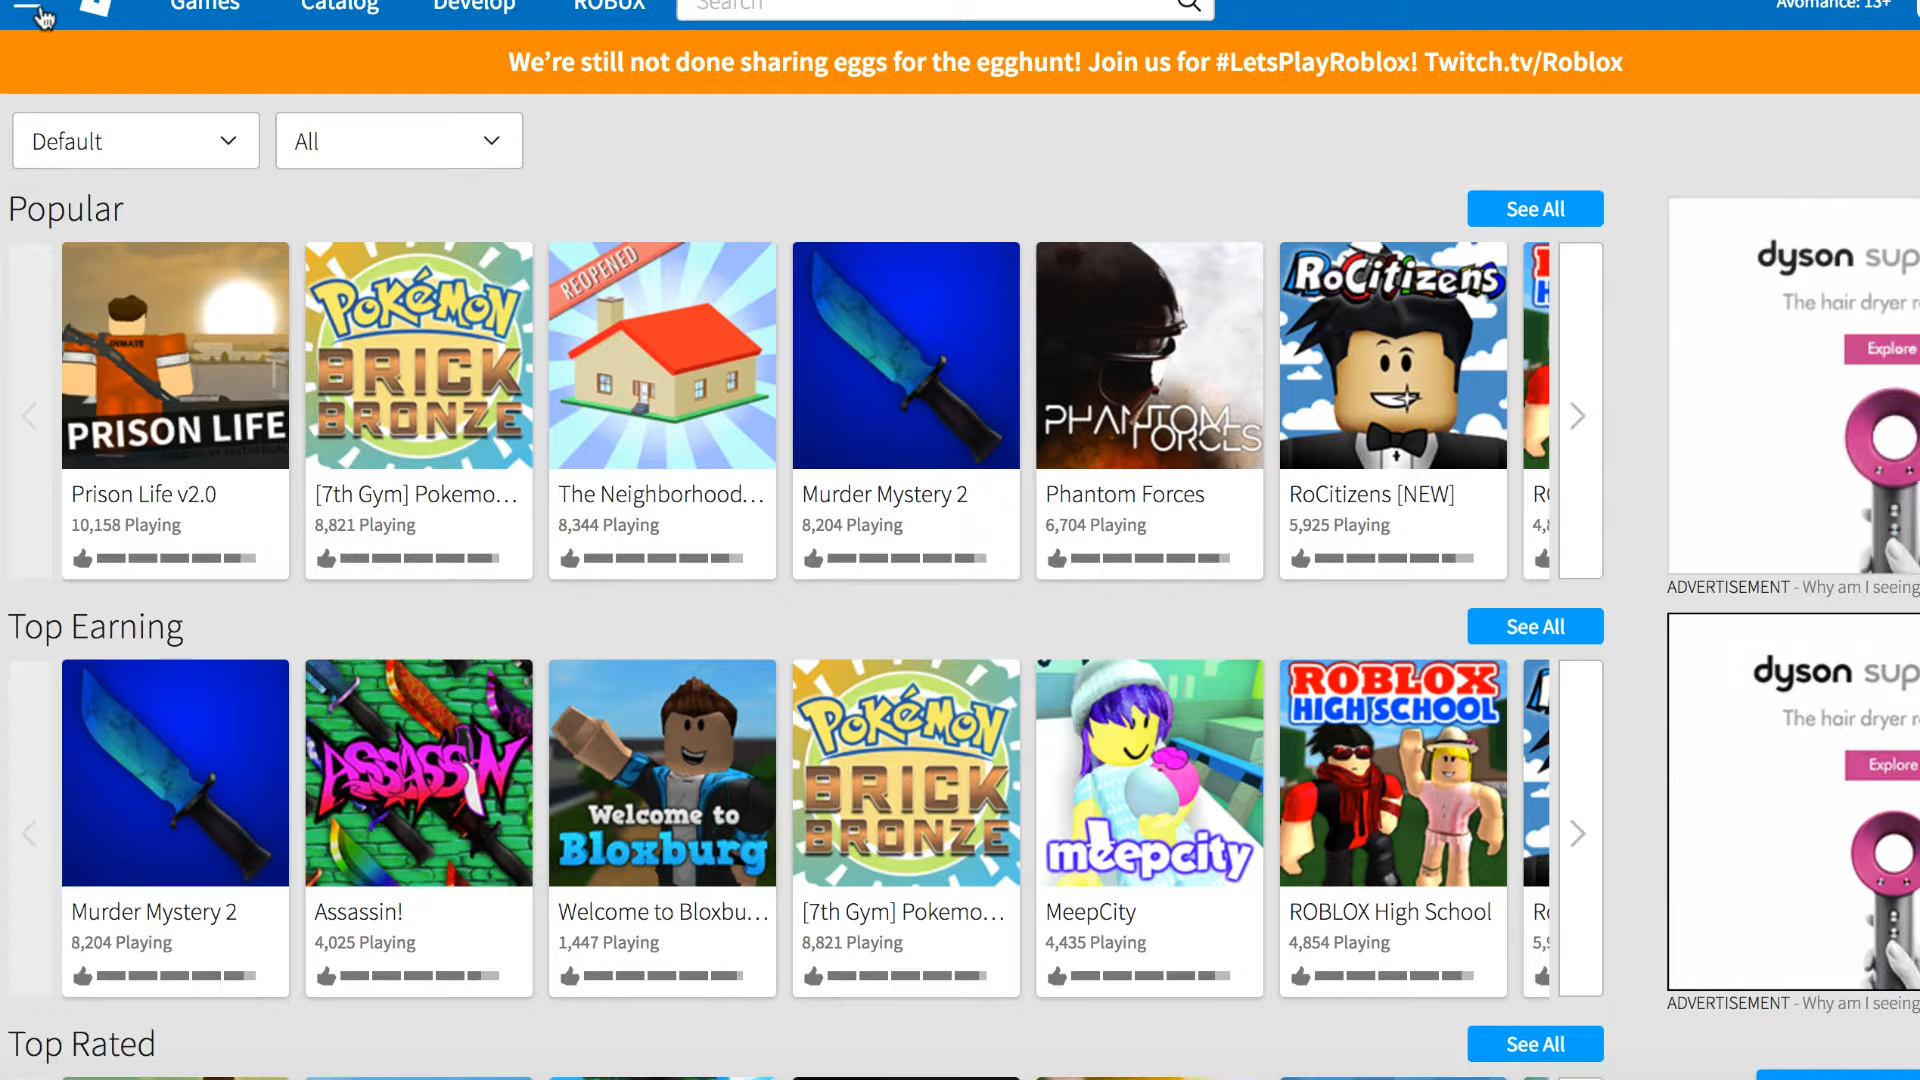 Games Catalog Develop ROBUX Search Avomance: 13+
We're still not done sharing eggs for the egghunt! Join us for #LetsPlayRoblox! Twitch.tv/Roblox
Default All
Popular See All
REOPENED
INMATE
PRISON LIFE
POKéMON
BRICK
BRONZE
PHANTOM
FORCES
RoCitizens
Prison Life v2.0
10,158 Playing
[7th Gym] Pokemo...
8,821 Playing
The Neighborhood...
8,344 Playing
Murder Mystery 2
8,204 Playing
Phantom Forces
6,704 Playing
RoCitizens [NEW]
5,925 Playing
dyson sup
The hair dryer r
Explore
ADVERTISEMENT - Why am I seeing
Top Earning See All
ASSASSIN
Welcome to
Bloxburg
POKéMON
BRICK
BRONZE
meepcity
ROBLOX
HIGH SCHOOL
Murder Mystery 2
8,204 Playing
Assassin!
4,025 Playing
Welcome to Bloxbu...
1,447 Playing
[7th Gym] Pokemo...
8,821 Playing
MeepCity
4,435 Playing
ROBLOX High School
4,854 Playing
dyson sup
The hair dryer r
Explore
ADVERTISEMENT - Why am I seeing
Top Rated See All